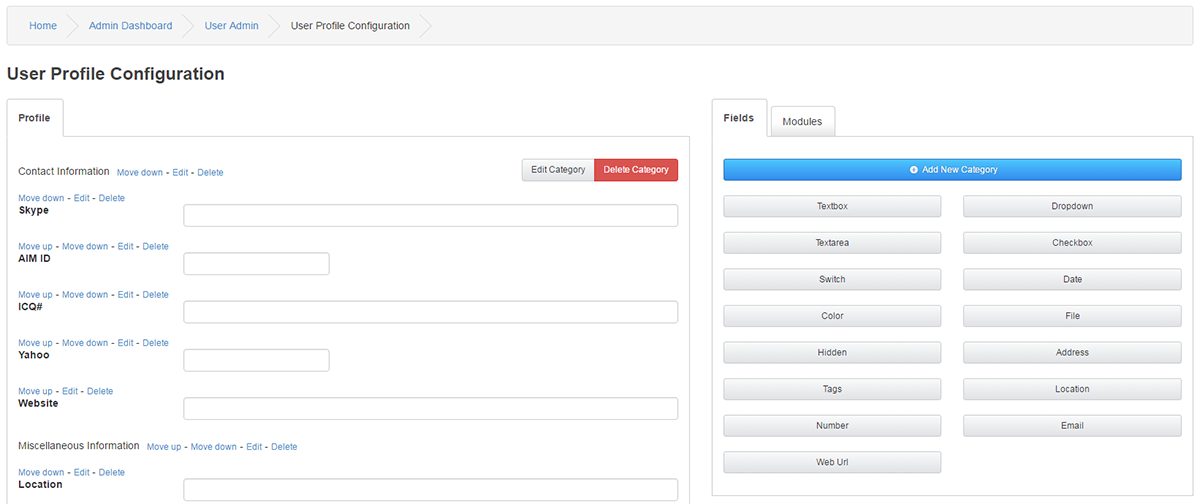 Home Admin Dashboard User Admin User Profile Configuration
User Profile Configuration
Profile
Contact Information Move down - Edit - Delete Edit Category Delete Category
Move down - Edit - Delete
Skype
Move up - Move down - Edit - Delete
AIM ID
Move up - Move down - Edit - Delete
ICQ#
Move up - Move down - Edit - Delete
Yahoo
Move up - Edit - Delete
Website
Miscellaneous Information Move up - Move down - Edit - Delete
Move down - Edit - Delete
Location
Fields Modules
Add New Category
Textbox Dropdown
Textarea Checkbox
Switch Date
Color File
Hidden Address
Tags Location
Number Email
Web Url